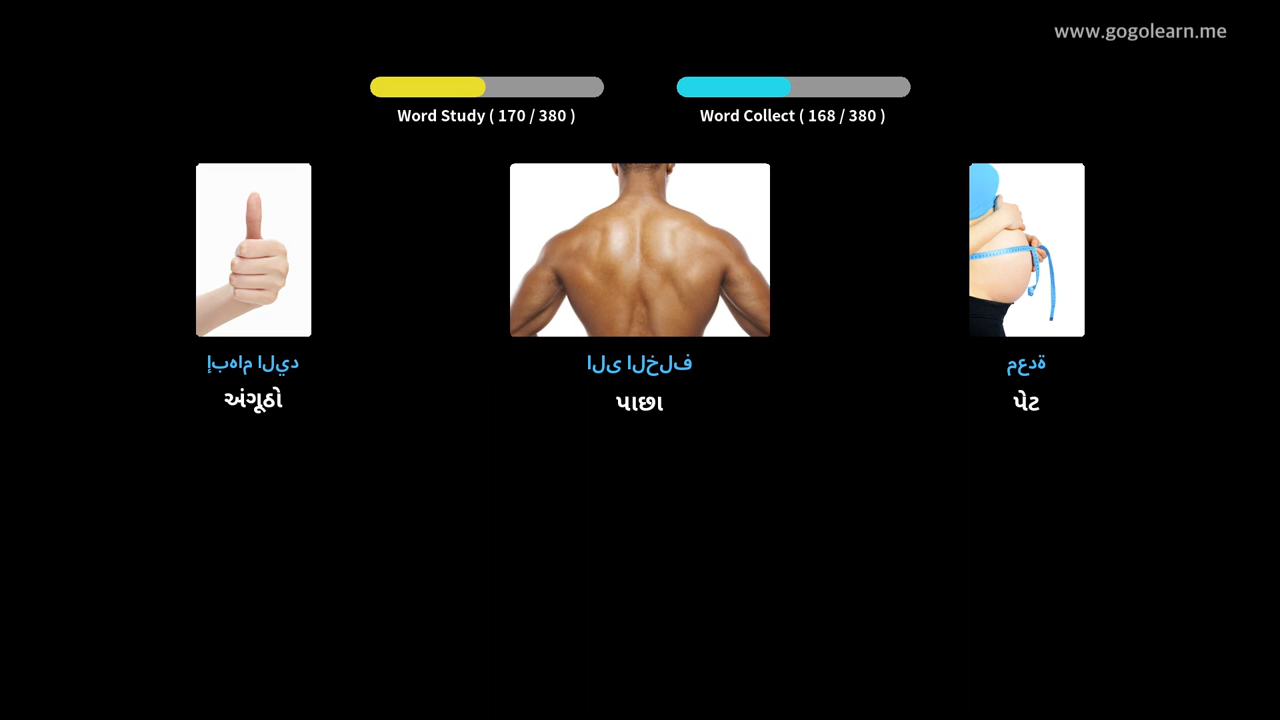 www.gogolearn.me
Word Study ( 170 / 380 )
Word Collect ( 168 / 380 )
إبهام اليد
અંગૂઠો
الى الخلف
પાછા
معدة
પેટ